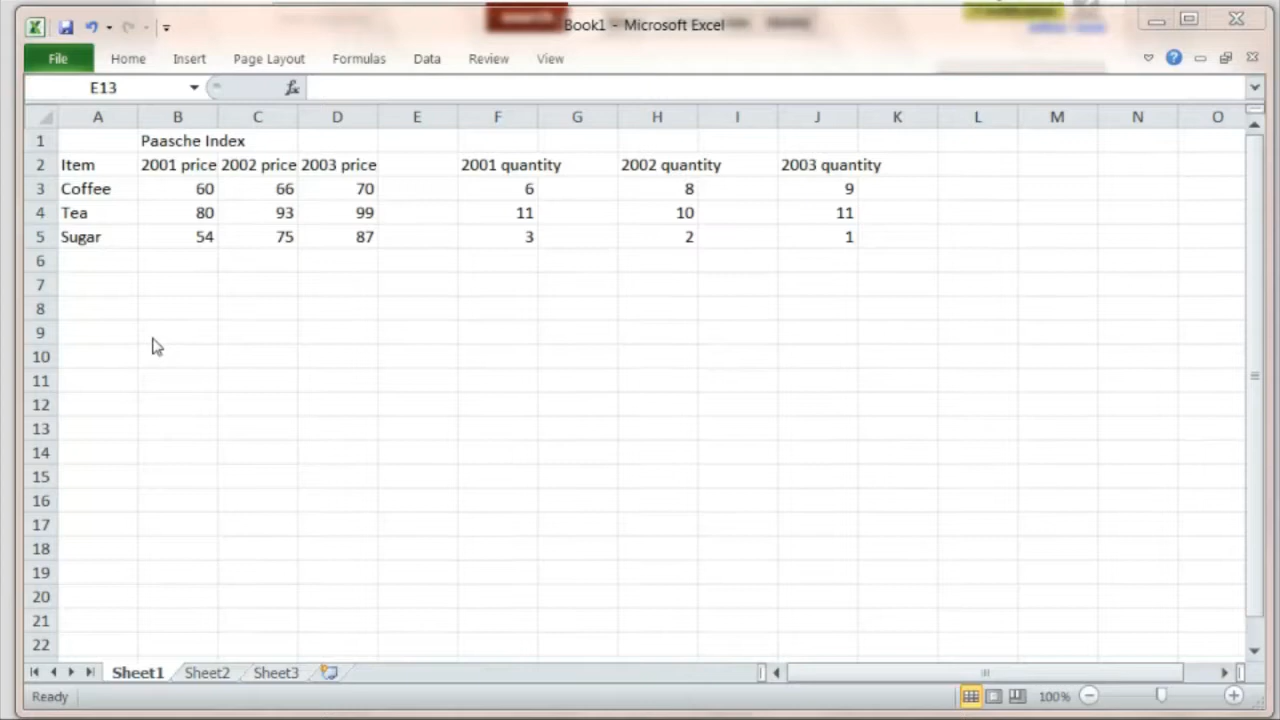 Book1 - Microsoft Excel
File Home Insert Page Layout Formulas Data Review View
E13 fx
A B C D E F G H I J K L M N O
1 Paasche Index
2 Item 2001 price 2002 price 2003 price 2001 quantity 2002 quantity 2003 quantity
3 Coffee 60 66 70 6 8 9
4 Tea 80 93 99 11 10 11
5 Sugar 54 75 87 3 2 1
6
7
8
9
10
11
12
13
14
15
16
17
18
19
20
21
22
Sheet1 Sheet2 Sheet3
Ready 100%